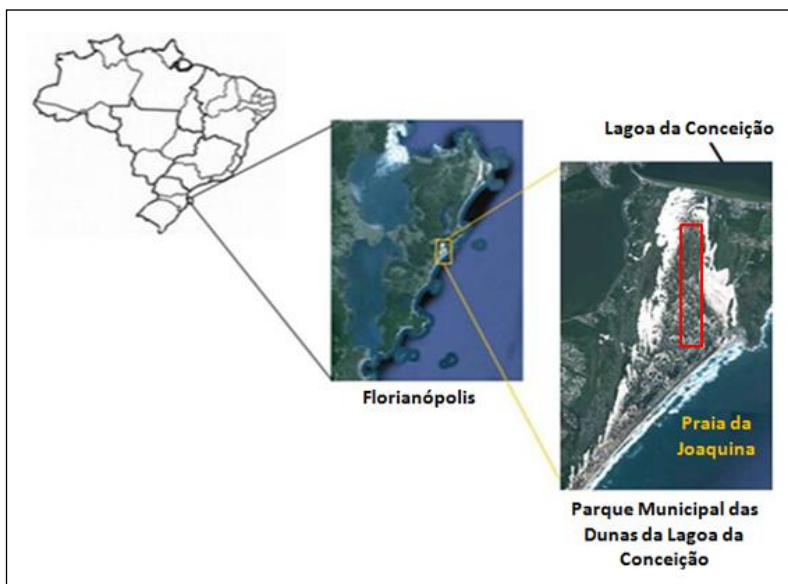 Lagoa da Conceição
Florianópolis
Praia da
Joaquina
Parque Municipal das
Dunas da Lagoa da
Conceição